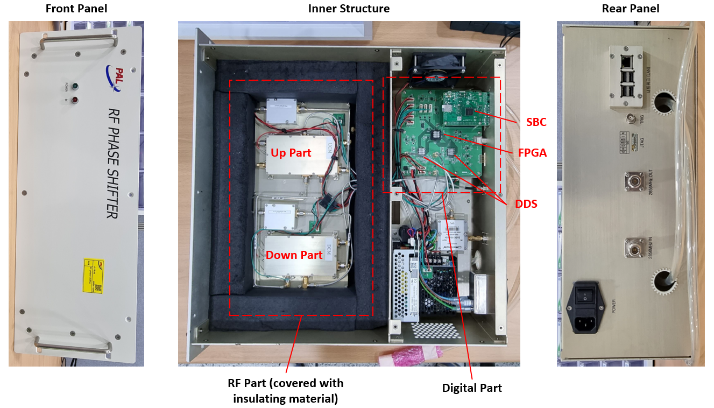 Front Panel
Inner Structure
Rear Panel
PAL
RF PHASE SHIFTER
Up Part
Down Part
SBC
FPGA
DDS
RF Part (covered with
insulating material)
Digital Part
POWER